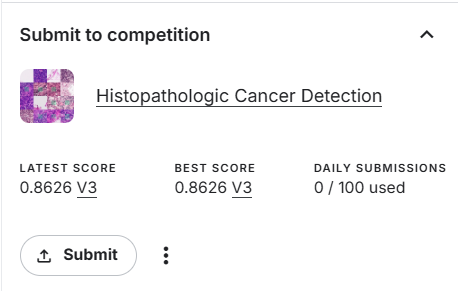 Submit to competition
Histopathologic Cancer Detection
LATEST SCORE BEST SCORE DAILY SUBMISSIONS
0.8626 V3 0.8626 V3 0 / 100 used
Submit